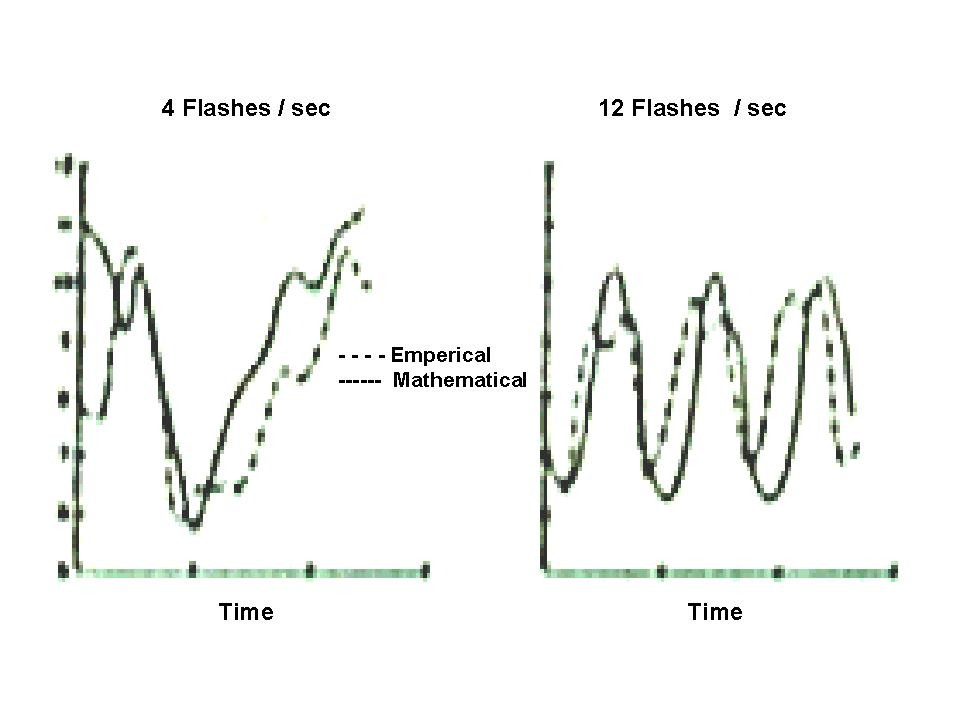 4 Flashes / sec
12 Flashes / sec
- - - - Emperical
------ Mathematical
Time
Time